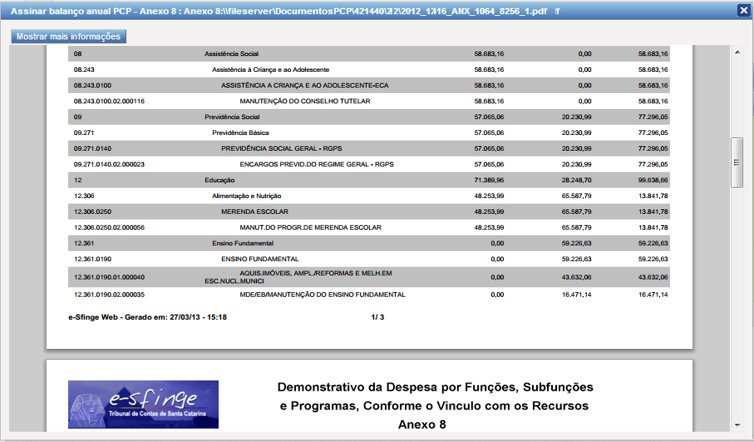 Assinar balanço anual PCP - Anexo 8 : Anexo 8:\\fileserver\DocumentosPCP\421440\
Mostrar mais informações
08 Assistência Social 58.683,16 0,00 58.683,16
08.243 Assistência à Criança e ao Adolescente 58.683,16 0,00 58.683,16
08.243.0100 ASSISTÊNCIA A CRIANÇA E AO ADOLESCENTE-ECA 58.683,16 0,00 58.683,16
08.243.0100.02.000116 MANUTENÇÃO DO CONSELHO TUTELAR 58.683,16 0,00 58.683,16
09 Previdência Social 57.065,06 20.230,99 77.296,05
09.271 Previdência Básica 57.065,06 20.230,99 77.296,05
09.271.0140 PREVIDÊNCIA SOCIAL GERAL - RGPS 57.065,06 20.230,99 77.296,05
09.271.0140.02.000023 ENCARGOS PREVID.DO REGIME GERAL - RGPS 57.065,06 20.230,99 77.296,05
12 Educação 71.389,96 28.248,70 99.638,66
12.306 Alimentação e Nutrição 48.253,99 65.587,79 13.841,78
12.306.0250 MERENDA ESCOLAR 48.253,99 65.587,79 13.841,78
12.306.0250.02.000056 MANUT.DO PROGR.DE MERENDA ESCOLAR 48.253,99 65.587,79 13.841,78
12.361 Ensino Fundamental 0,00 59.226,63 59.226,63
12.361.0190 ENSINO FUNDAMENTAL 0,00 59.226,63 59.226,63
12.361.0190.01.000040 AQUIS.IMÓVEIS, AMPL./REFORMAS E MELH.EM ESC.NUCL.MUNICI 0,00 43.632,06 43.632,06
12.361.0190.02.000035 MDE/EB/MANUTENÇÃO DO ENSINO FUNDAMENTAL 0,00 16.471,14 16.471,14
e-Sfinge Web - Gerado em: 27/03/13 - 15:18 1/ 3
e-sfinge
Tribunal de Contas de Santa Catarina
Demonstrativo da Despesa por Funções, Subfunções
e Programas, Conforme o Vinculo com os Recursos
Anexo 8